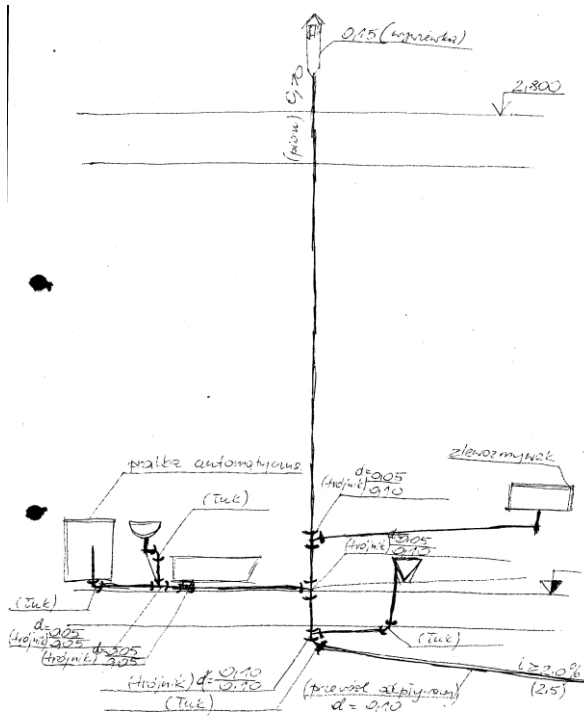 0,15 (wywiewka)
2,800
(pion) 0,70
pralka automatyczna
zlewozmywak
(łuk)
(trójnik) d= 0,05
0,10
(trójnik) d= 0,05
0,10
(łuk)
(trójnik) d= 0,05
0,05
(trójnik) d= 0,05
0,05
(łuk)
(trójnik) d= 0,10
0,10
(łuk)
(przewód odpływowy)
d = 0,10
i ≥ 2,0%
(2,5)